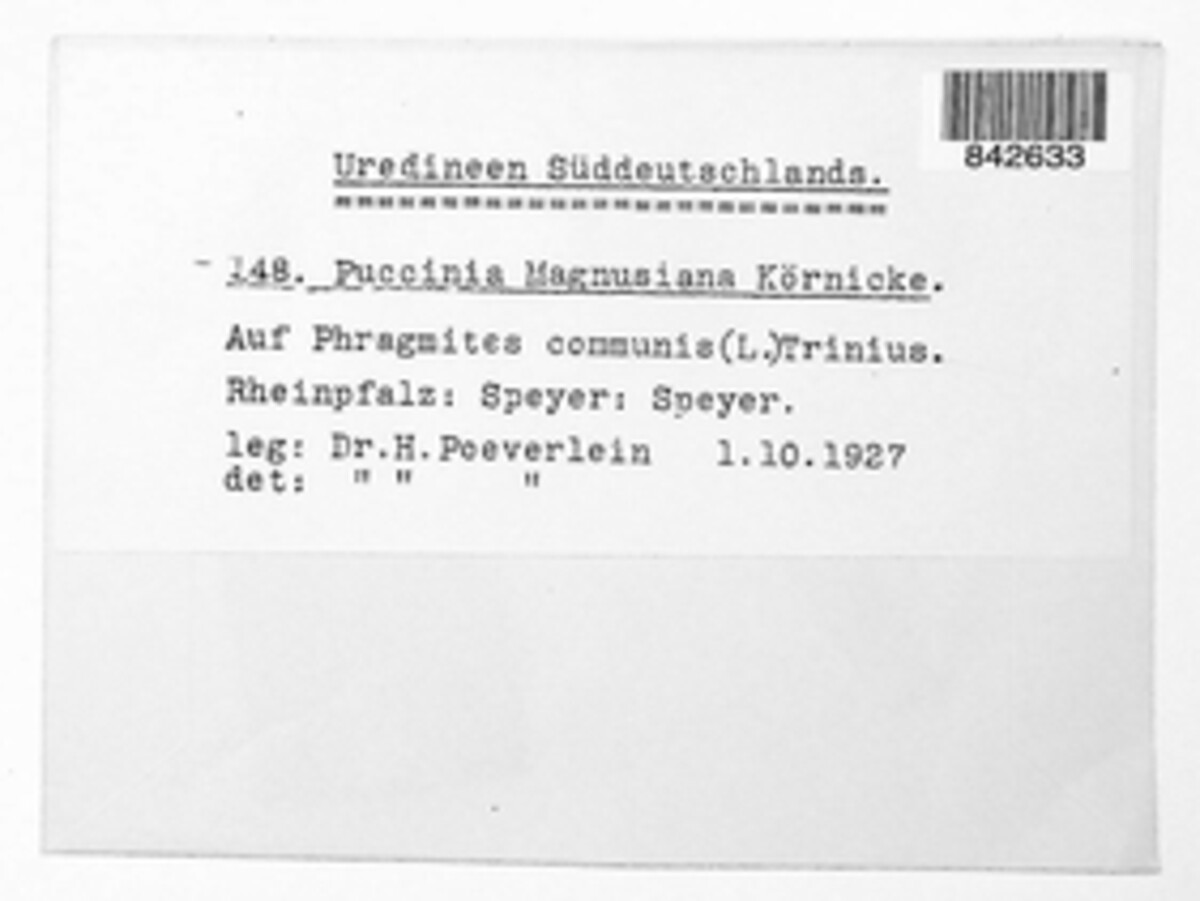 842633
Uredineen Süddeutschlands.
148. Puccinia Magnusiana Körnicke.
Auf Phragmites communis(L.)Trinius.
Rheinpfalz: Speyer: Speyer.
leg: Dr.H.Poeverlein 1.10.1927
det: " " "